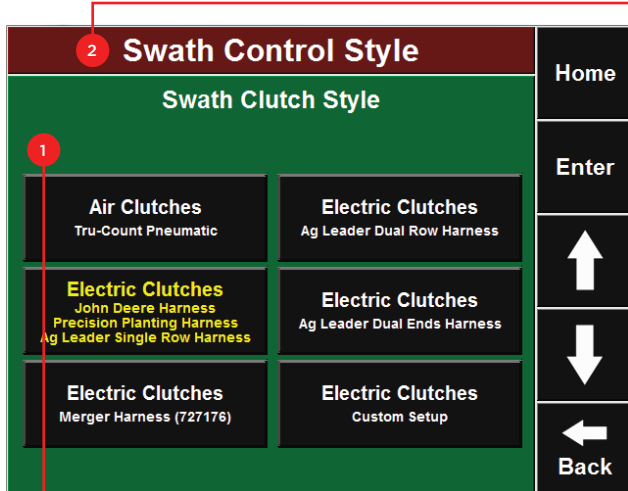 2 Swath Control Style
Swath Clutch Style
1
Air Clutches
Tru-Count Pneumatic
Electric Clutches
Ag Leader Dual Row Harness
Electric Clutches
John Deere Harness
Precision Planting Harness
Ag Leader Single Row Harness
Electric Clutches
Ag Leader Dual Ends Harness
Electric Clutches
Merger Harness (727176)
Electric Clutches
Custom Setup
Home
Enter
Back